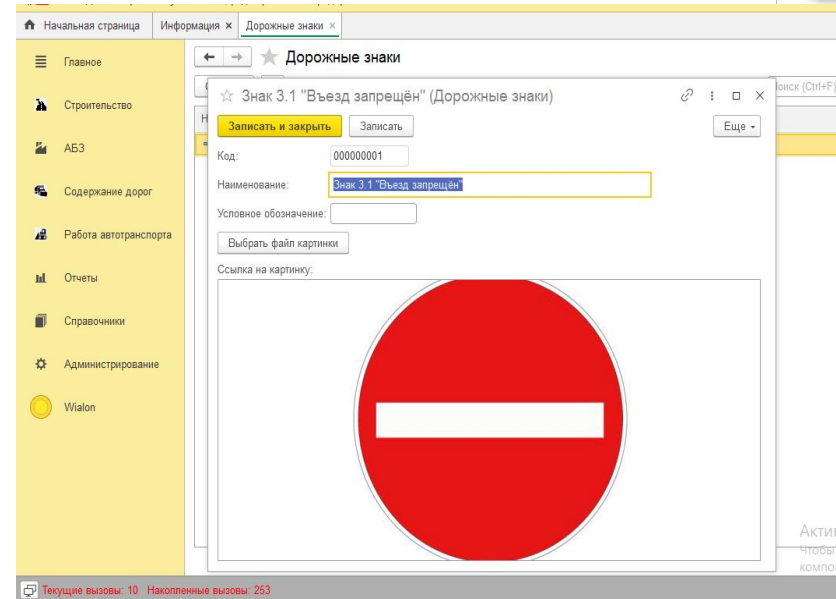 Начальная страница
Информация ×
Дорожные знаки ×
Главное
Строительство
АБЗ
Содержание дорог
Работа автотранспорта
Отчеты
Справочники
Администрирование
Wialon
Дорожные знаки
(Ctrl+F)
Знак 3.1 "Въезд запрещён" (Дорожные знаки)
Записать и закрыть
Записать
Еще
Код: 000000001
Наименование: Знак 3.1 "Въезд запрещён"
Условное обозначение:
Выбрать файл картинки
Ссылка на картинку:
Текущие вызовы: 10 Накопленные вызовы: 253